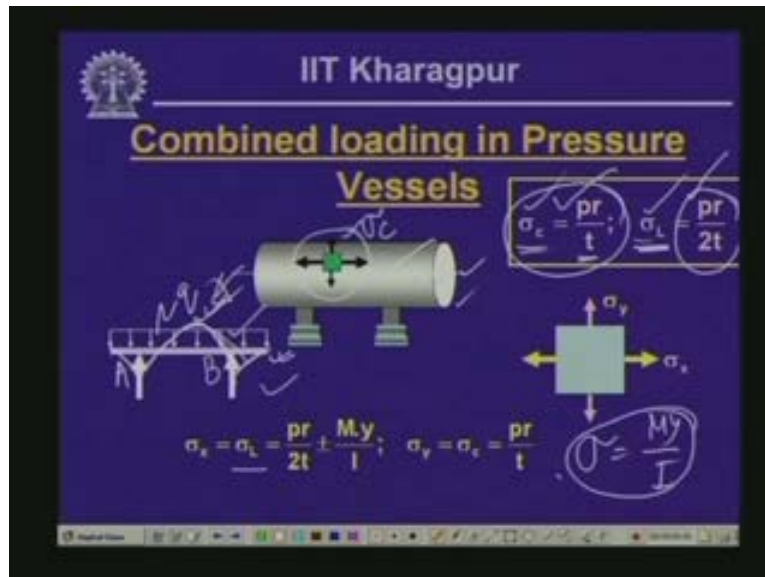 IIT Kharagpur
Combined loading in Pressure
Vessels
σc = pr/t; σL = pr/2t
σc
A B
σy
σx
σx = σL = pr/2t ± M.y/I; σy = σc = pr/t
σ = My/I